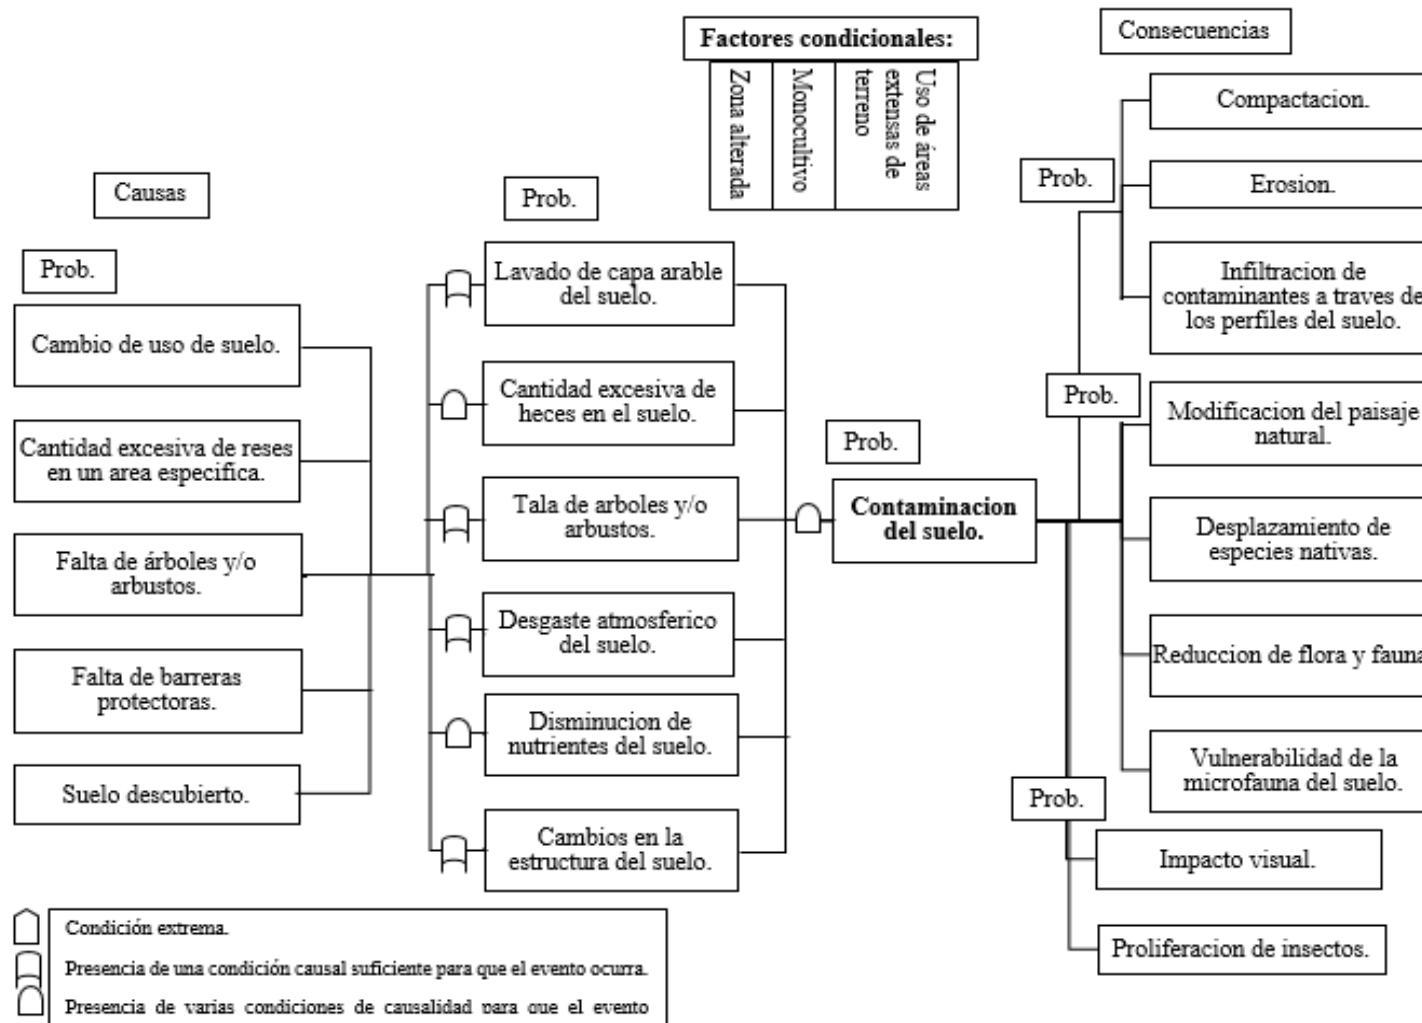 Factores condicionales:
Zona alterada
Monocultivo
Uso de áreas
extensas de
terreno
Consecuencias
Causas
Prob.
Prob.
Cambio de uso de suelo.
Cantidad excesiva de reses
en un area especifica.
Falta de árboles y/o
arbustos.
Falta de barreras
protectoras.
Suelo descubierto.
Lavado de capa arable
del suelo.
Cantidad excesiva de
heces en el suelo.
Tala de arboles y/o
arbustos.
Desgaste atmosferico
del suelo.
Disminucion de
nutrientes del suelo.
Cambios en la
estructura del suelo.
Prob.
Contaminacion
del suelo.
Prob.
Compactacion.
Erosion.
Infiltracion de
contaminantes a traves de
los perfiles del suelo.
Prob.
Modificacion del paisaje
natural.
Desplazamiento de
especies nativas.
Reduccion de flora y fauna
Vulnerabilidad de la
microfauna del suelo.
Prob.
Impacto visual.
Proliferacion de insectos.
Condición extrema.
Presencia de una condición causal suficiente para que el evento ocurra.
Presencia de varias condiciones de causalidad para que el evento